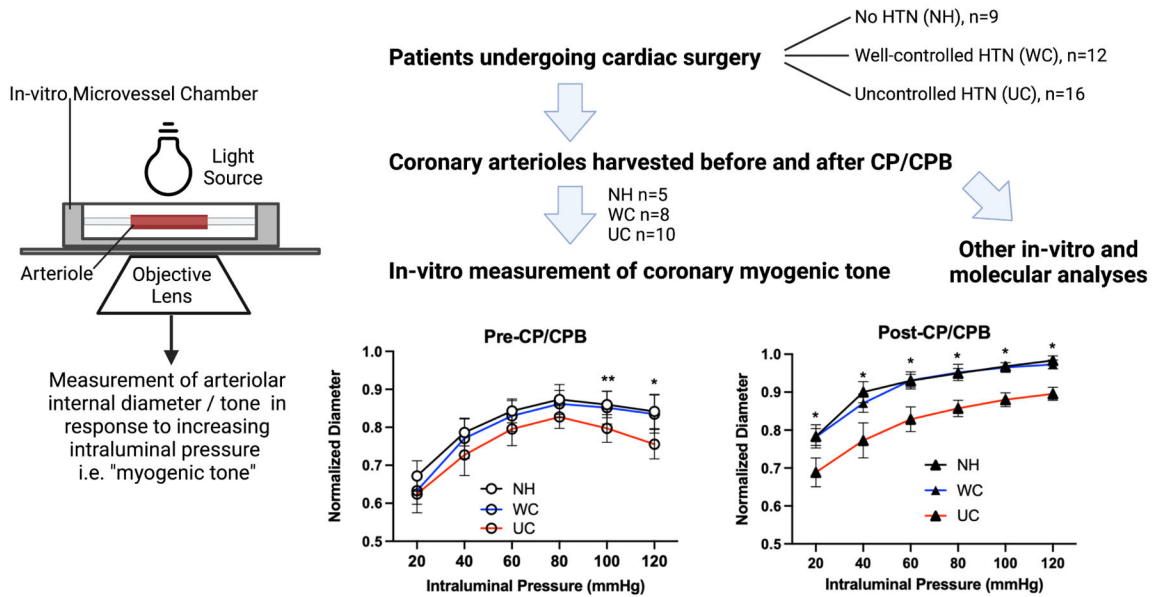 No HTN (NH), n=9
Patients undergoing cardiac surgery
Well-controlled HTN (WC), n=12
Uncontrolled HTN (UC), n=16
In-vitro Microvessel Chamber
Light
Source
Arteriole
Objective
Lens
Measurement of arteriolar
internal diameter / tone in
response to increasing
intraluminal pressure
i.e. "myogenic tone"
Coronary arterioles harvested before and after CP/CPB
NH n=5
WC n=8
UC n=10
In-vitro measurement of coronary myogenic tone
Other in-vitro and
molecular analyses
Pre-CP/CPB
Normalized Diameter
1.0
0.9
0.8
0.7
0.6
0.5
** *
NH
WC
UC
20 40 60 80 100 120
Intraluminal Pressure (mmHg)
Post-CP/CPB
Normalized Diameter
1.0
0.9
0.8
0.7
0.6
0.5
* * * * * *
NH
WC
UC
20 40 60 80 100 120
Intraluminal Pressure (mmHg)